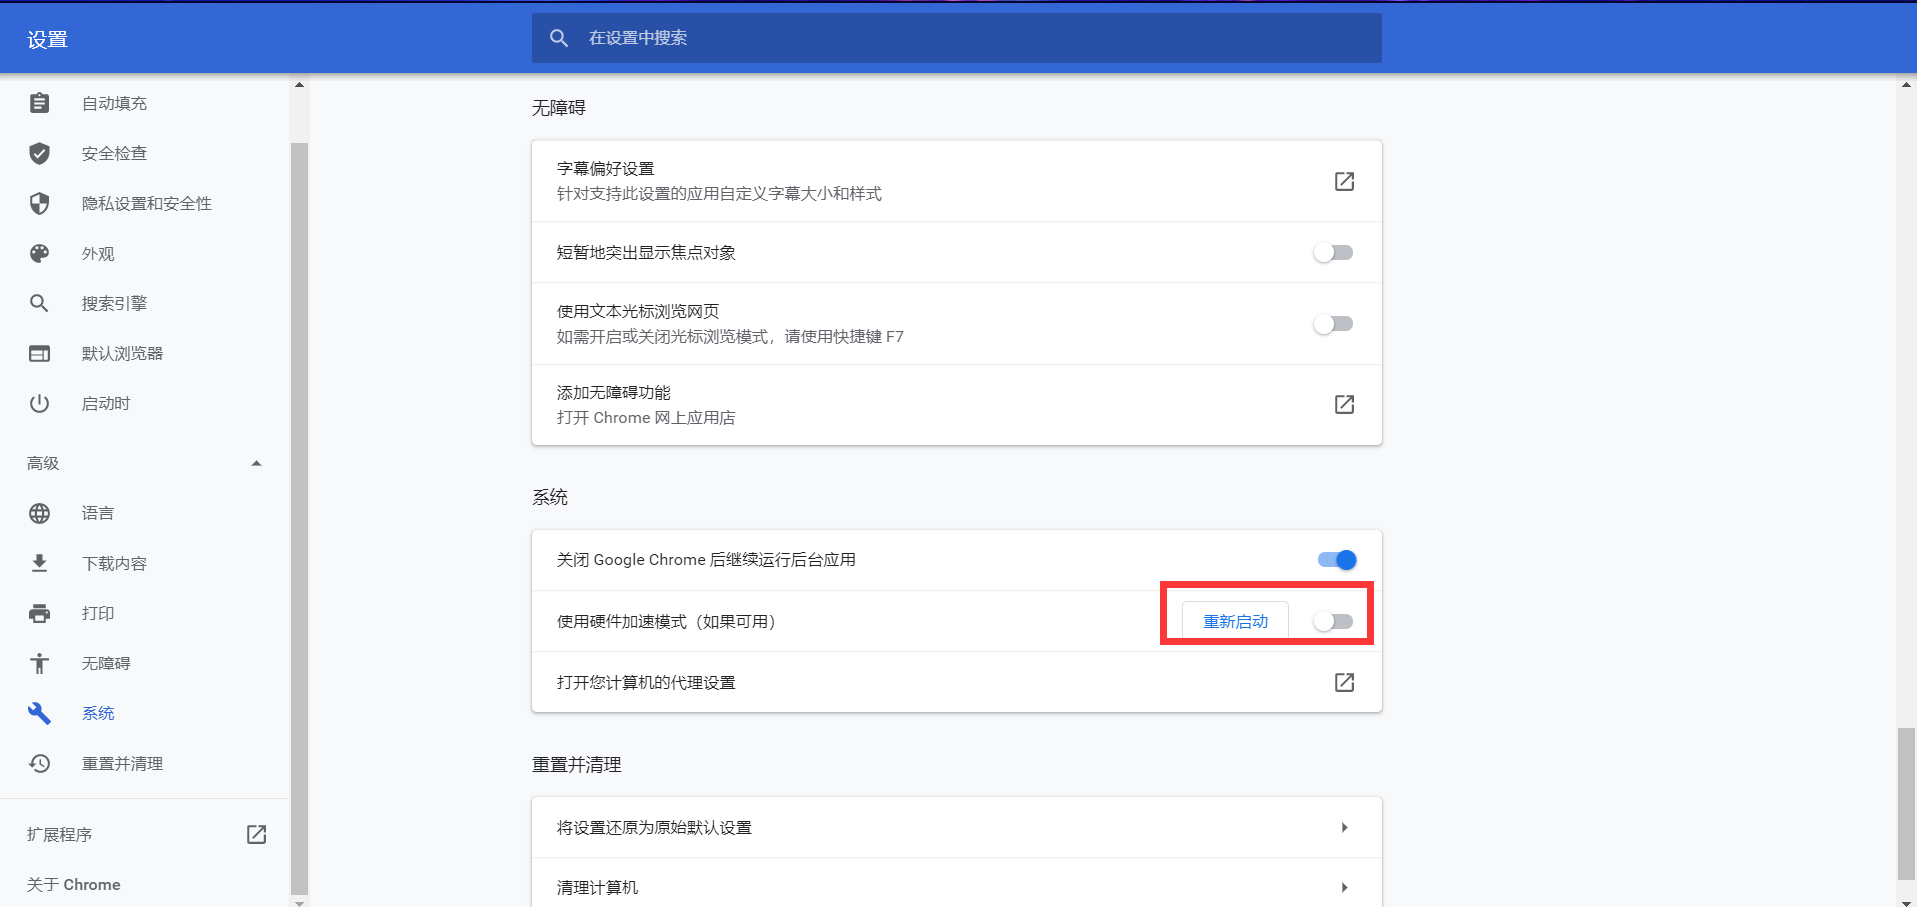 设置
在设置中搜索
自动填充
安全检查
隐私设置和安全性
外观
搜索引擎
默认浏览器
启动时
高级
语言
下载内容
打印
无障碍
系统
重置并清理
扩展程序
关于 Chrome
无障碍
字幕偏好设置
针对支持此设置的应用自定义字幕大小和样式
短暂地突出显示焦点对象
使用文本光标浏览网页
如需开启或关闭光标浏览模式，请使用快捷键 F7
添加无障碍功能
打开 Chrome 网上应用店
系统
关闭 Google Chrome 后继续运行后台应用
使用硬件加速模式（如果可用）
重新启动
打开您计算机的代理设置
重置并清理
将设置还原为原始默认设置
清理计算机